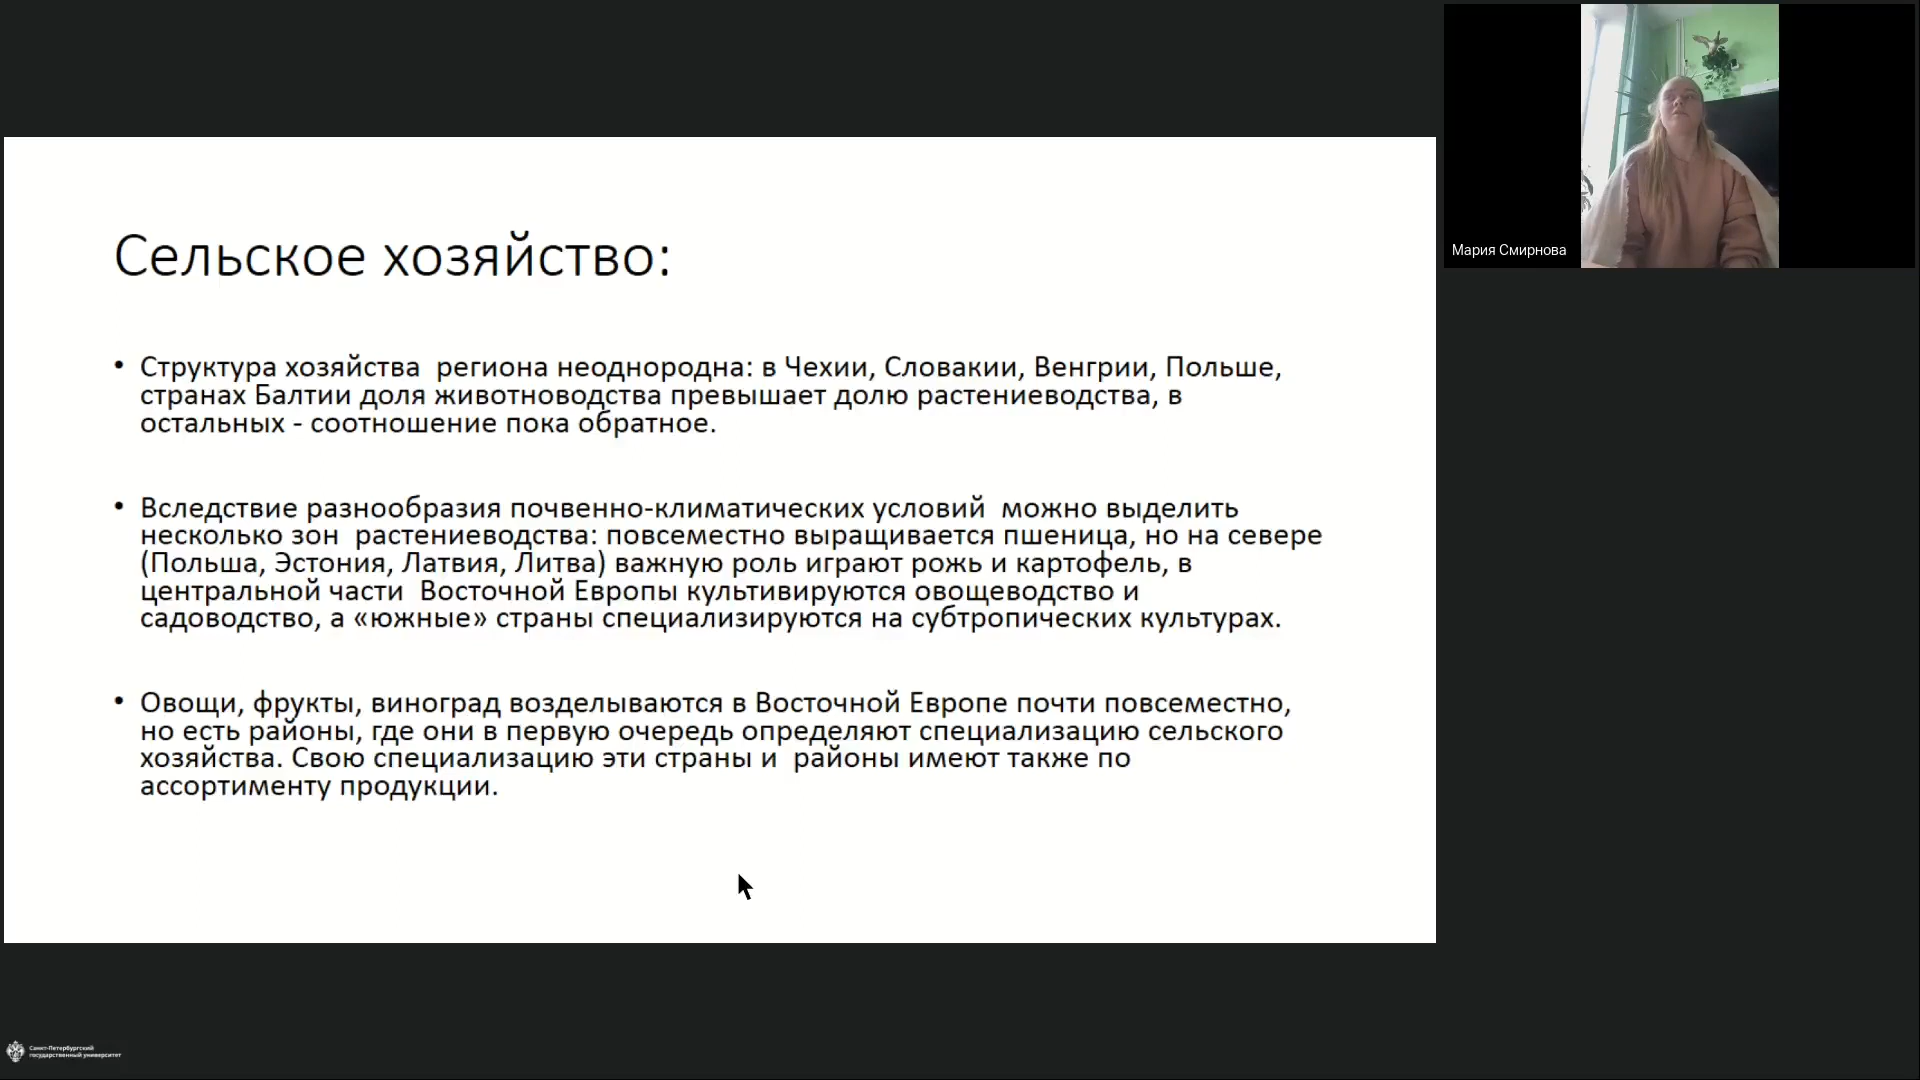 Сельское хозяйство:
• Структура хозяйства региона неоднородна: в Чехии, Словакии, Венгрии, Польше,
странах Балтии доля животноводства превышает долю растениеводства, в
остальных - соотношение пока обратное.
• Вследствие разнообразия почвенно-климатических условий можно выделить
несколько зон растениеводства: повсеместно выращивается пшеница, но на севере
(Польша, Эстония, Латвия, Литва) важную роль играют рожь и картофель, в
центральной части Восточной Европы культивируются овощеводство и
садоводство, а «южные» страны специализируются на субтропических культурах.
• Овощи, фрукты, виноград возделываются в Восточной Европе почти повсеместно,
но есть районы, где они в первую очередь определяют специализацию сельского
хозяйства. Свою специализацию эти страны и районы имеют также по
ассортименту продукции.
Мария Смирнова
Санкт-Петербургский
государственный университет